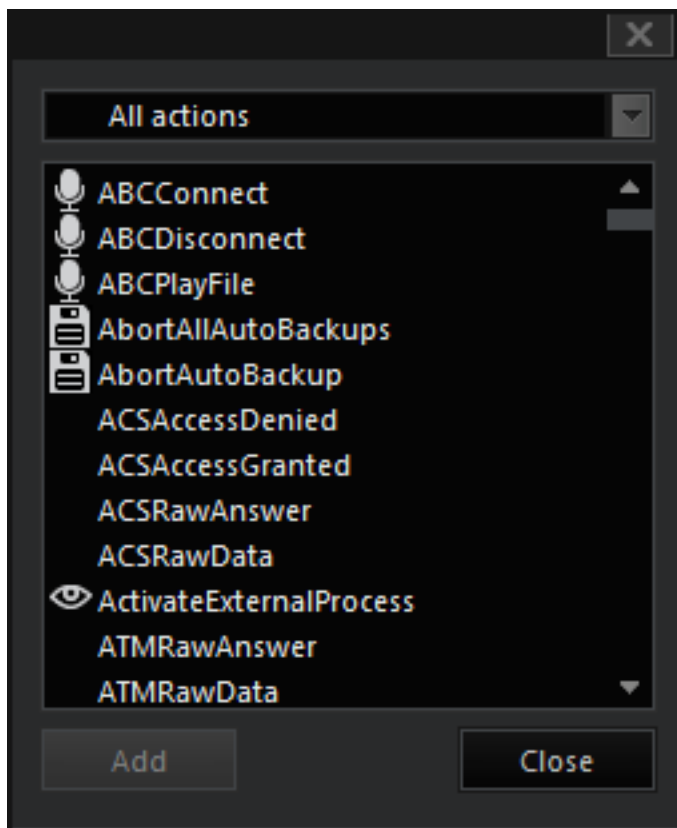 All actions
ABCConnect
ABCDisconnect
ABCPlayFile
AbortAllAutoBackups
AbortAutoBackup
ACSAccessDenied
ACSAccessGranted
ACSRawAnswer
ACSRawData
ActivateExternalProcess
ATMRawAnswer
ATMRawData
Add
Close